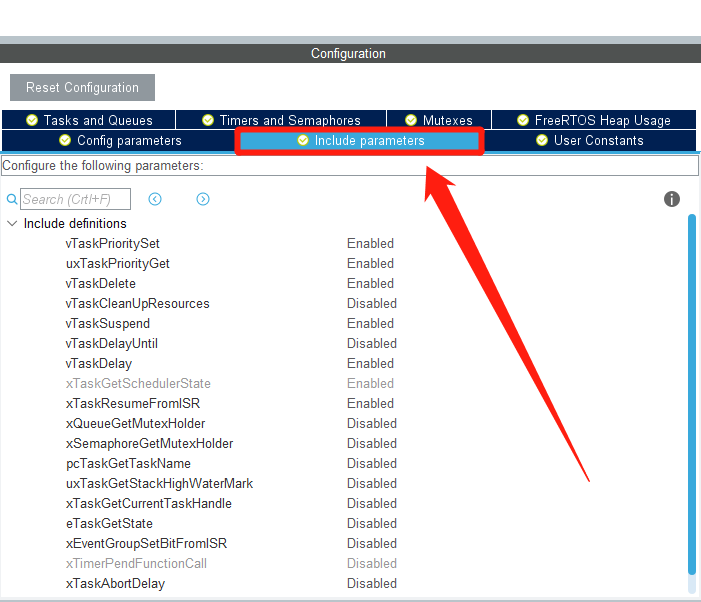 Configuration
Reset Configuration
Tasks and Queues Timers and Semaphores Mutexes FreeRTOS Heap Usage
Config parameters Include parameters User Constants
Configure the following parameters:
Search (Crtl+F)
Include definitions
vTaskPrioritySet Enabled
uxTaskPriorityGet Enabled
vTaskDelete Enabled
vTaskCleanUpResources Disabled
vTaskSuspend Enabled
vTaskDelayUntil Disabled
vTaskDelay Enabled
xTaskGetSchedulerState Enabled
xTaskResumeFromISR Enabled
xQueueGetMutexHolder Disabled
xSemaphoreGetMutexHolder Disabled
pcTaskGetTaskName Disabled
uxTaskGetStackHighWaterMark Disabled
xTaskGetCurrentTaskHandle Disabled
eTaskGetState Disabled
xEventGroupSetBitFromISR Disabled
xTimerPendFunctionCall Disabled
xTaskAbortDelay Disabled